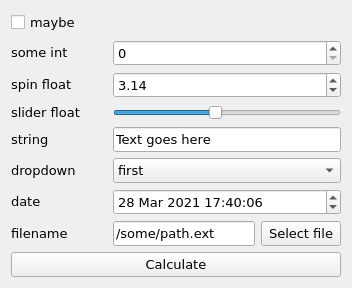 maybe
some int 0
spin float 3.14
slider float
string Text goes here
dropdown first
date 28 Mar 2021 17:40:06
filename /some/path.ext Select file
Calculate